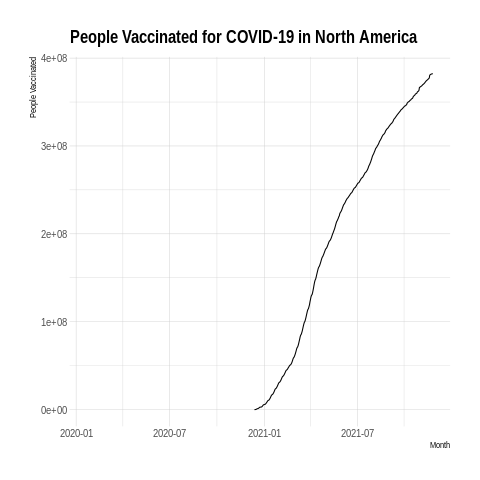 People Vaccinated for COVID-19 in North America
People Vaccinated
4e+08
3e+08
2e+08
1e+08
0e+00
2020-01 2020-07 2021-01 2021-07
Month